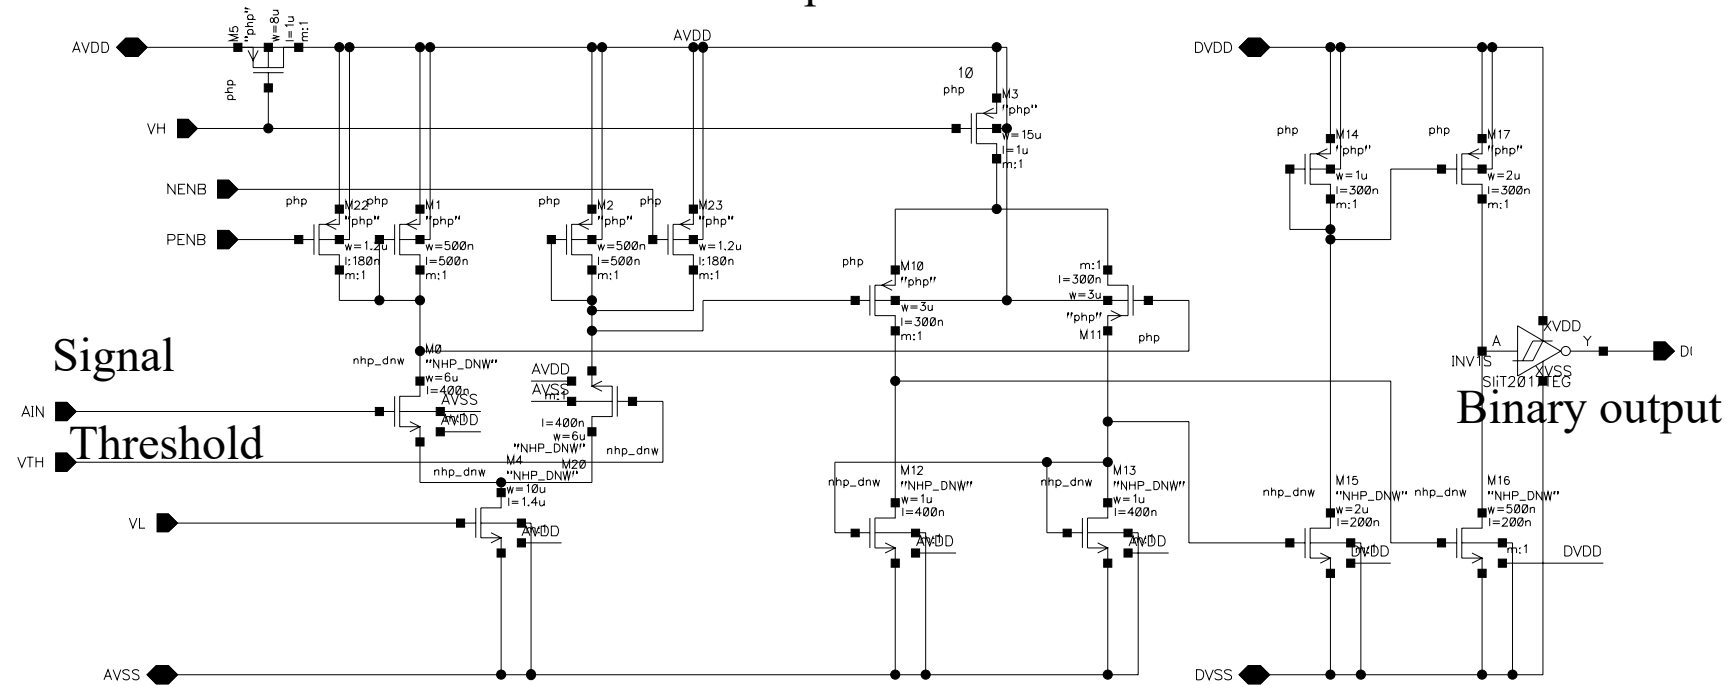 AVDD
M5
"php"
w=8u
l=1u
m:1
php
AVDD
DVDD
VH
10
php
M3
"php"
w=15u
l=1u
m:1
NENB
PENB
php
M22
"php"
w=1.2u
l:180n
m:1
php
M1
"php"
w=500n
l=500n
m:1
php
M2
"php"
w=500n
l=500n
m:1
M23
"php"
w=1.2u
l:180n
m:1
php
M14
"php"
w=1u
l=300n
m:1
php
M17
"php"
w=2u
l=300n
m:1
php
M10
"php"
w=3u
l=300n
m:1
m:1
l=300n
w=3u
"php"
M11
php
Signal
AIN
Threshold
VTH
nhp_dnw
M0
"NHP_DNW"
w=6u
l=400n
AVSS
AVDD
AVDD
AVSS
m:1
l=400n
w=6u
"NHP_DNW"
M20
nhp_dnw
nhp_dnw
M4
"NHP_DNW"
w=10u
l=1.4u
AVDD
VL
XVDD
A
Y
INV1S
XVSS
SliT2017TEG
Binary output
nhp_dnw
M12
"NHP_DNW"
w=1u
l=400n
AVDD
nhp_dnw
M13
"NHP_DNW"
w=1u
l=400n
AVDD
nhp_dnw
M15
"NHP_DNW"
w=2u
l=200n
DVDD
nhp_dnw
M16
"NHP_DNW"
w=500n
l=200n
m:1
DVDD
AVSS
DVSS